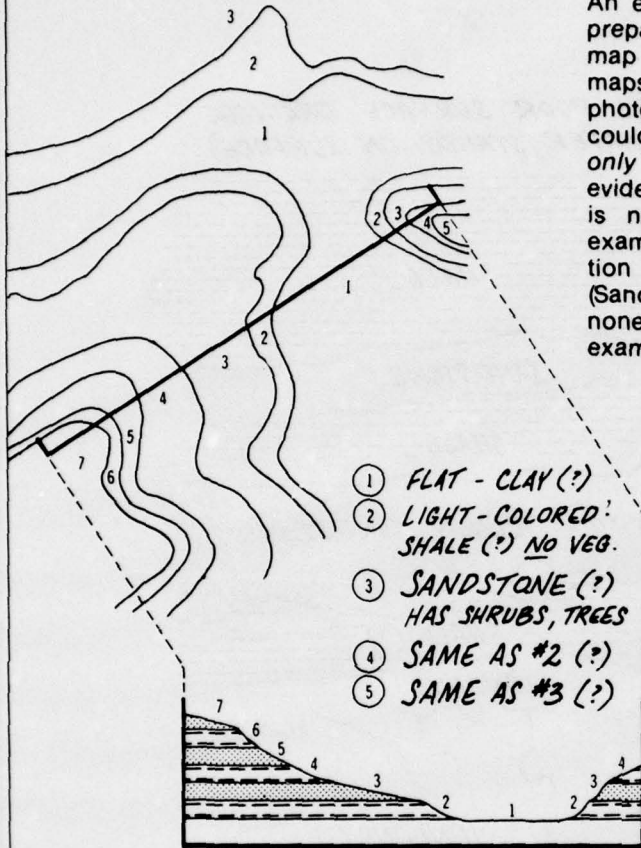 An e
prepa
map
maps
photo
could
only
evide
is n
exam
tion
(Sand
none
exam
3
2
1
2
3
4
5
1
3
2
4
5
7
6
① FLAT - CLAY (?)
② LIGHT-COLORED:
SHALE (?) NO VEG.
③ SANDSTONE (?)
HAS SHRUBS, TREES
④ SAME AS #2 (?)
⑤ SAME AS #3 (?)
7
6
5
4
3
2
1
2
3
4